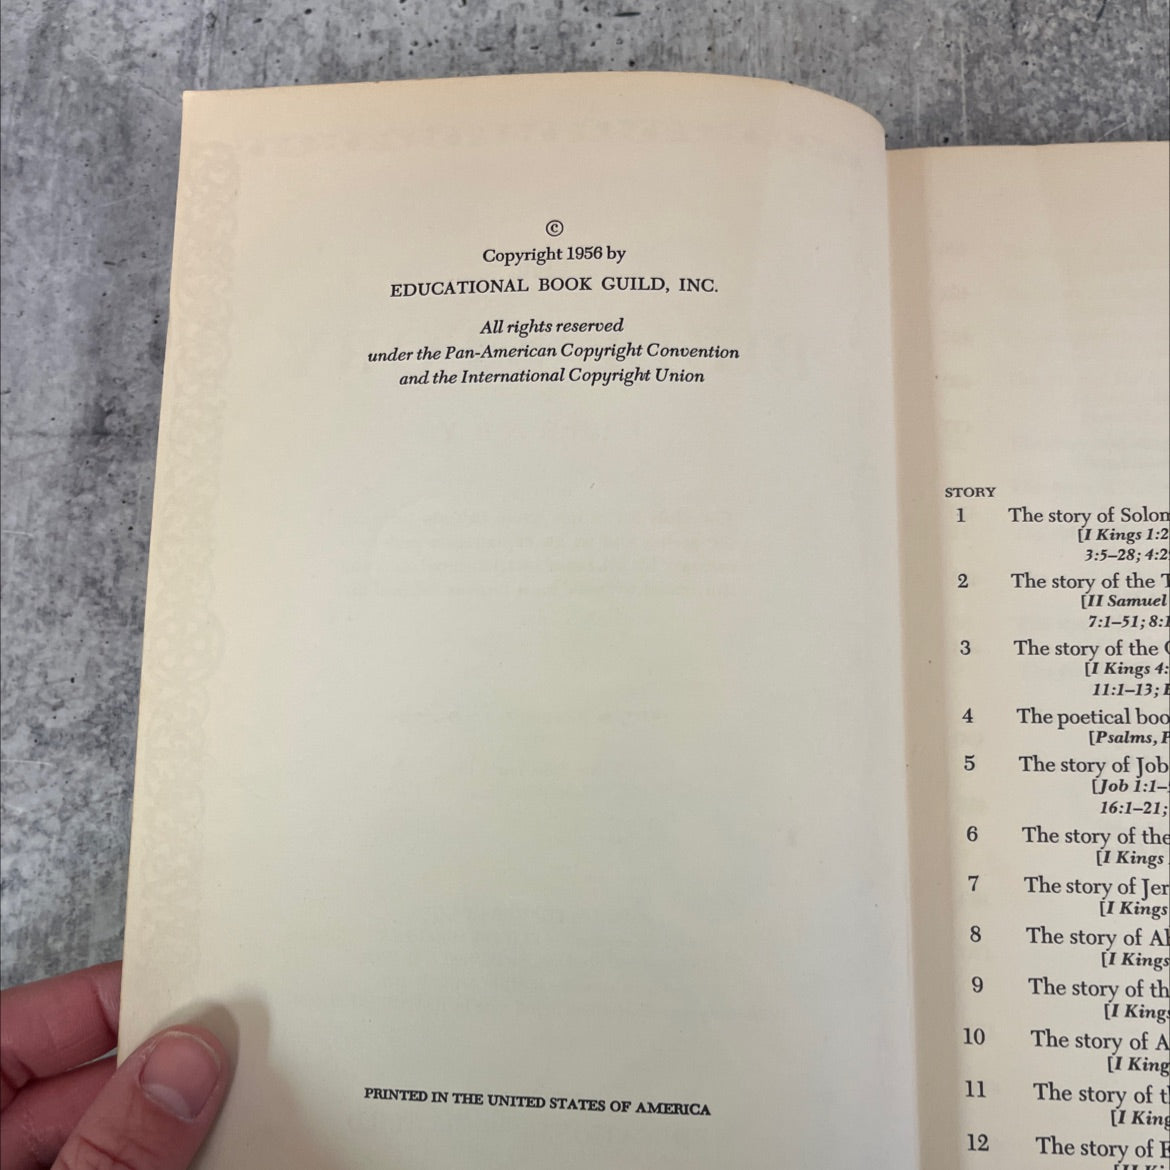 ©
Copyright 1956 by
EDUCATIONAL BOOK GUILD, INC.
All rights reserved
under the Pan-American Copyright Convention
and the International Copyright Union
PRINTED IN THE UNITED STATES OF AMERICA
STORY
1 The story of Solom
[I Kings 1:2
3:5–28; 4:2
2 The story of the T
[II Samuel
7:1–51; 8:1
3 The story of the
[I Kings 4:
11:1–13;
4 The poetical boo
[Psalms, P
5 The story of Job
[Job 1:1–
16:1–21;
6 The story of the
[I Kings
7 The story of Jer
[I Kings
8 The story of Al
[I Kings
9 The story of th
[I Kings
10 The story of A
[I King
11 The story of t
[I King
12 The story of E